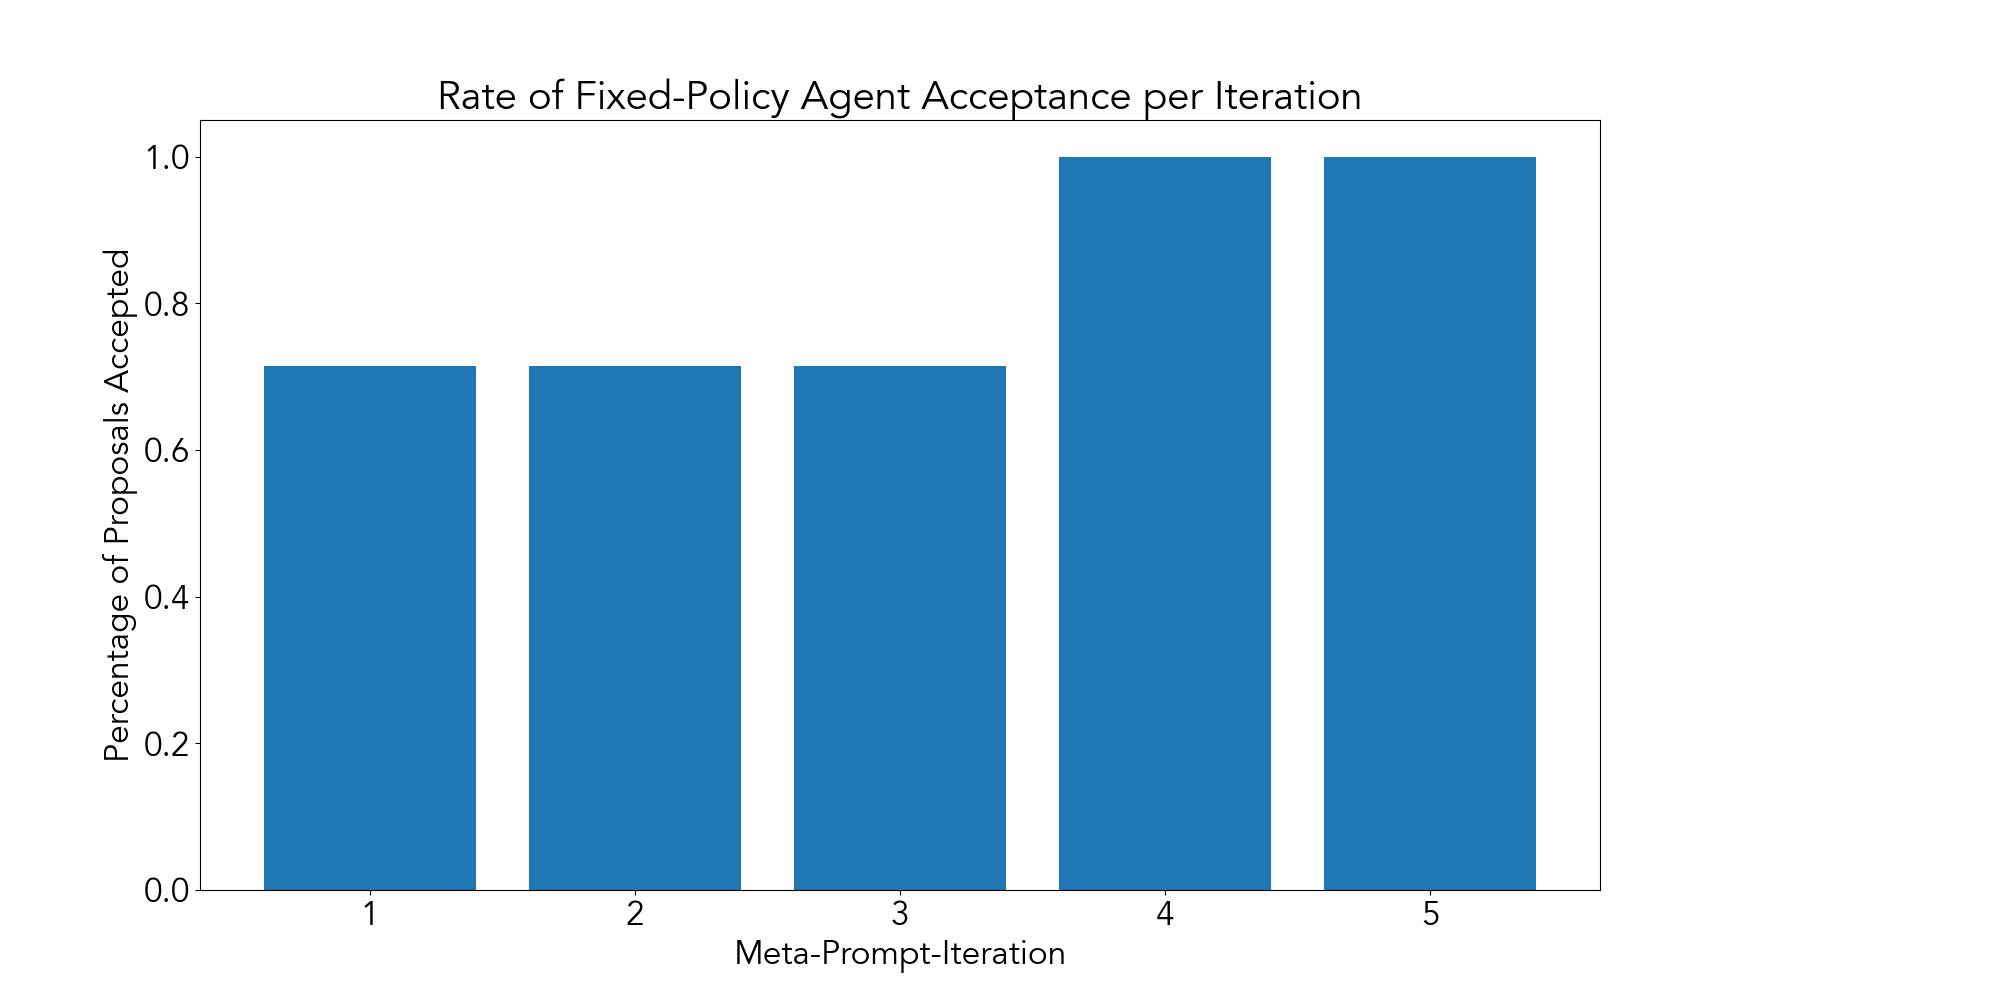 Rate of Fixed-Policy Agent Acceptance per Iteration
Percentage of Proposals Accepted
1.0
0.8
0.6
0.4
0.2
0.0
1 2 3 4 5
Meta-Prompt-Iteration